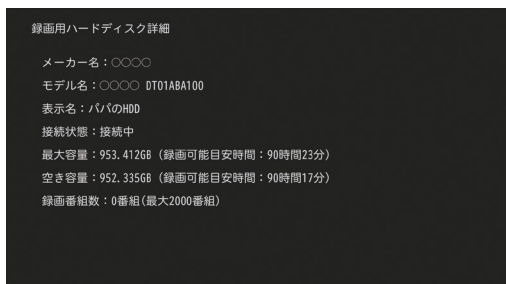 録画用ハードディスク詳細
メーカー名：○○○○
モデル名：○○○○ DT01ABA100
表示名：パパのHDD
接続状態：接続中
最大容量：953.412GB（録画可能目安時間：90時間23分）
空き容量：952.335GB（録画可能目安時間：90時間17分）
録画番組数：0番組(最大2000番組)